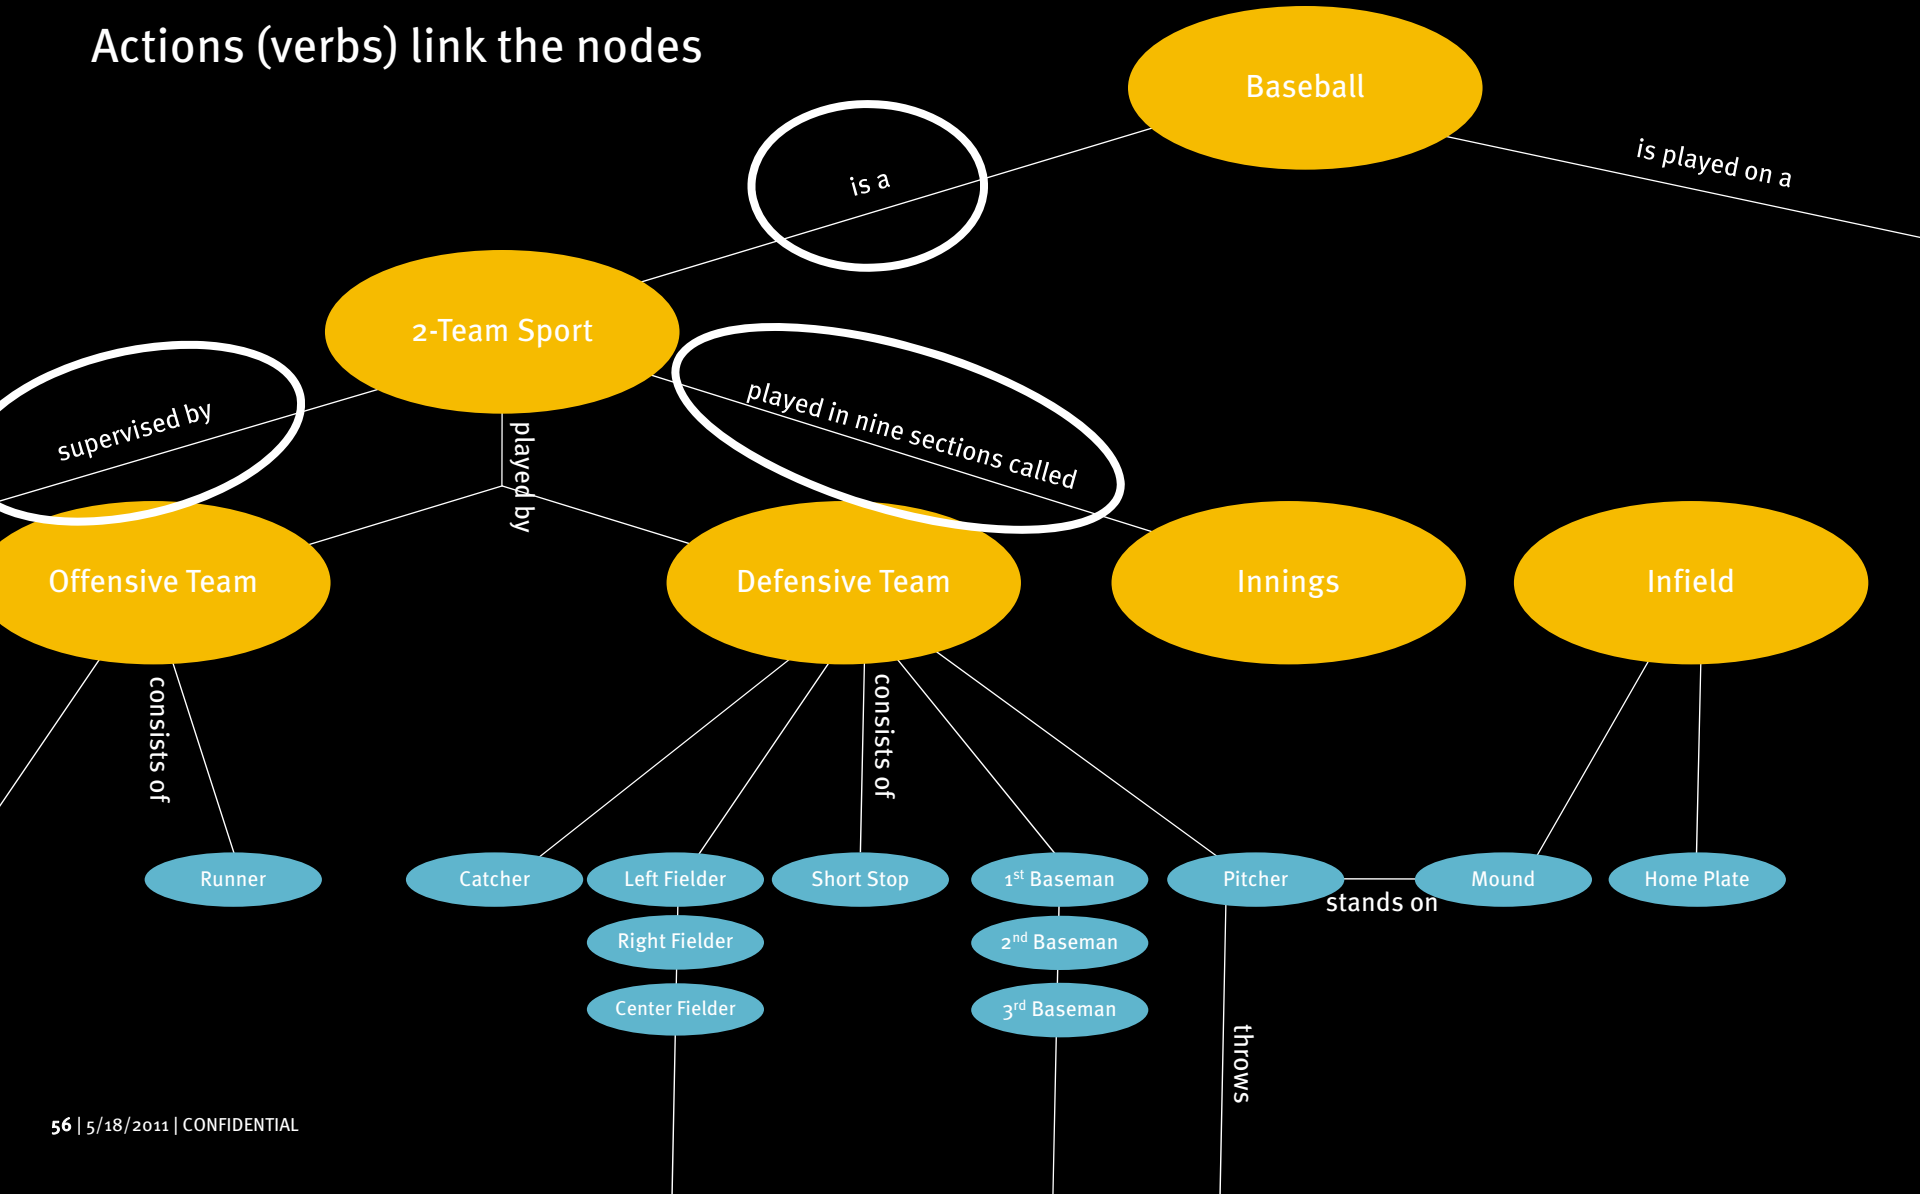 Actions (verbs) link the nodes
Baseball
is a
is played on a
2-Team Sport
supervised by
played by
played in nine sections called
Offensive Team
Defensive Team
Innings
Infield
consists of
consists of
Runner
Catcher
Left Fielder
Short Stop
1st Baseman
Pitcher
stands on
Mound
Home Plate
Right Fielder
2nd Baseman
Center Fielder
3rd Baseman
throws
56 | 5/18/2011 | CONFIDENTIAL